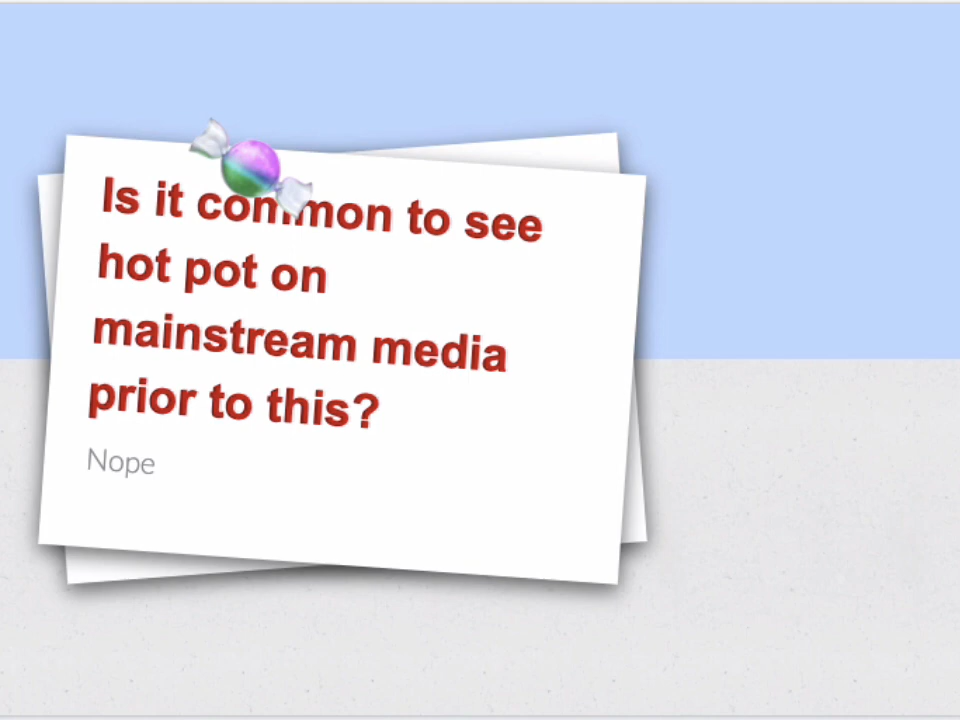 Is it common to see
hot pot on
mainstream media
prior to this?
Nope